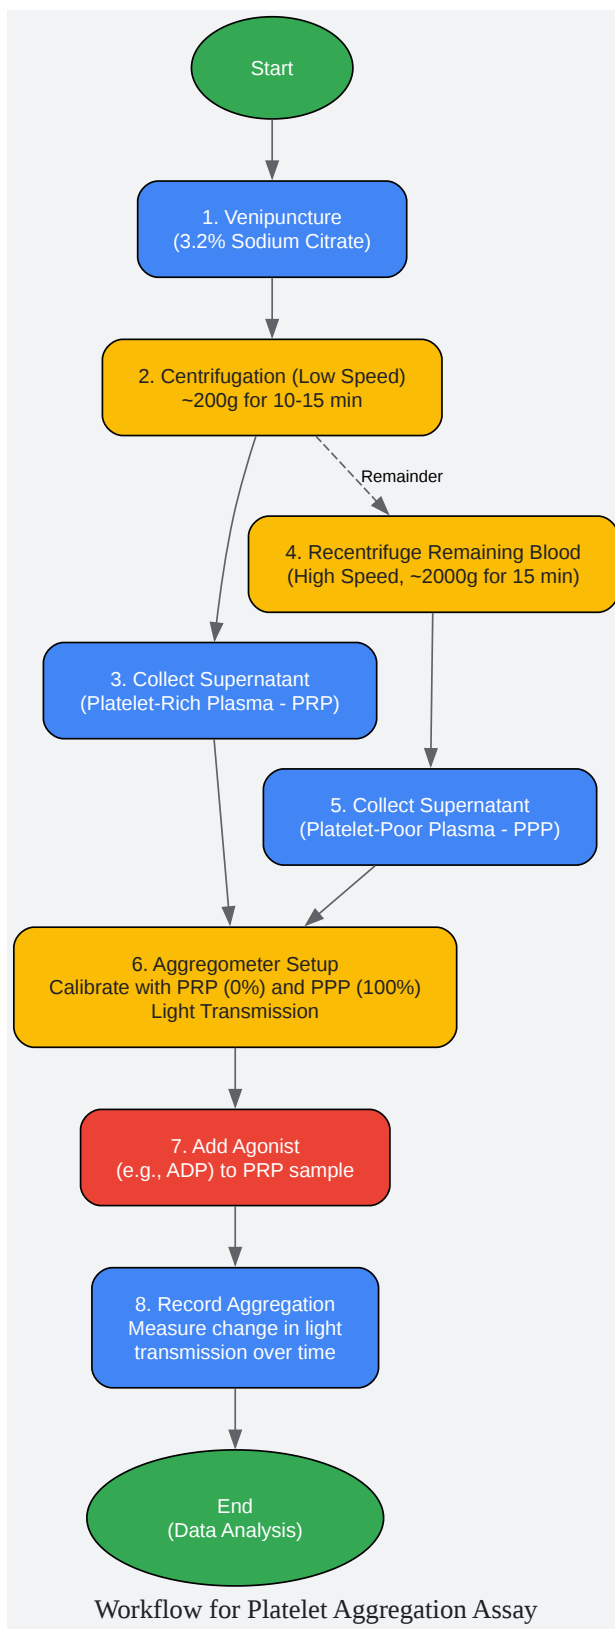 Start
1. Venipuncture
(3.2% Sodium Citrate)
2. Centrifugation (Low Speed)
~200g for 10-15 min
Remainder
4. Recentrifuge Remaining Blood
(High Speed, ~2000g for 15 min)
3. Collect Supernatant
(Platelet-Rich Plasma - PRP)
5. Collect Supernatant
(Platelet-Poor Plasma - PPP)
6. Aggregometer Setup
Calibrate with PRP (0%) and PPP (100%)
Light Transmission
7. Add Agonist
(e.g., ADP) to PRP sample
8. Record Aggregation
Measure change in light
transmission over time
End
(Data Analysis)
Workflow for Platelet Aggregation Assay